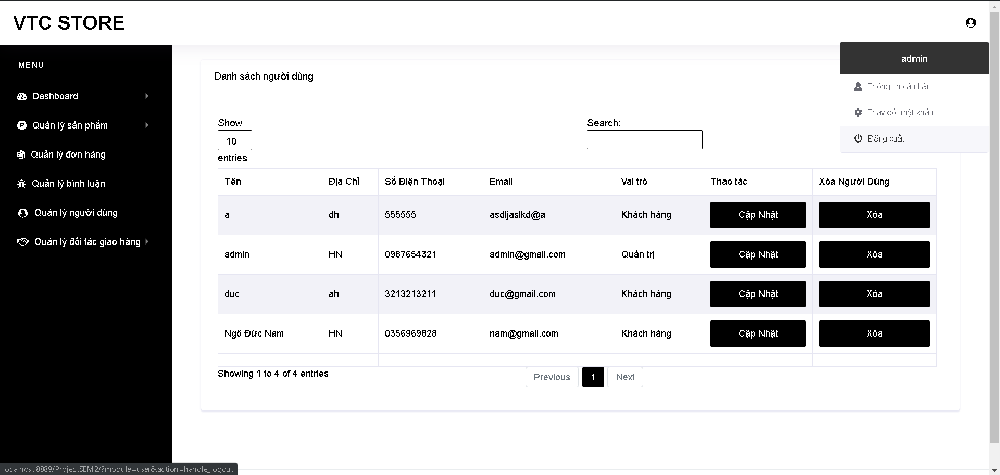 VTC STORE
admin
Thông tin cá nhân
Thay đổi mật khẩu
Đăng xuất
MENU
Dashboard
Quản lý sản phẩm
Quản lý đơn hàng
Quản lý bình luận
Quản lý người dùng
Quản lý đối tác giao hàng
Danh sách người dùng
Show
10
entries
Search:
Tên Địa Chỉ Số Điện Thoại Email Vai trò Thao tác Xóa Người Dùng
a dh 555555 asdljaslkd@a Khách hàng Cập Nhật Xóa
admin HN 0987654321 admin@gmail.com Quản trị Cập Nhật Xóa
duc ah 3213213211 duc@gmail.com Khách hàng Cập Nhật Xóa
Ngô Đức Nam HN 0356969828 nam@gmail.com Khách hàng Cập Nhật Xóa
Showing 1 to 4 of 4 entries
Previous 1 Next
localhost:8889/ProjectSEM2/?module=user&action=handle_logout